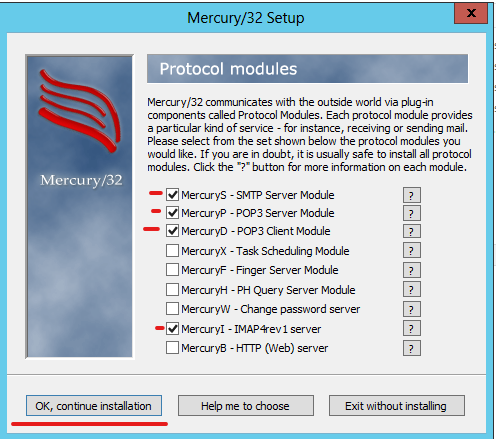 Mercury/32 Setup
x
Protocol modules
Mercury/32 communicates with the outside world via plug-in
components called Protocol Modules. Each protocol module provides
a particular kind of service - for instance, receiving or sending mail.
Please select from the set shown below the protocol modules you
would like. If you are in doubt, it is usually safe to install all protocol
modules. Click the "?" button for more information on each module.
Mercury/32
MercuryS - SMTP Server Module ?
MercuryP - POP3 Server Module ?
MercuryD - POP3 Client Module ?
MercuryX - Task Scheduling Module ?
MercuryF - Finger Server Module ?
MercuryH - PH Query Server Module ?
MercuryW - Change password server ?
MercuryI - IMAP4rev1 server ?
MercuryB - HTTP (Web) server ?
OK, continue installation
Help me to choose
Exit without installing